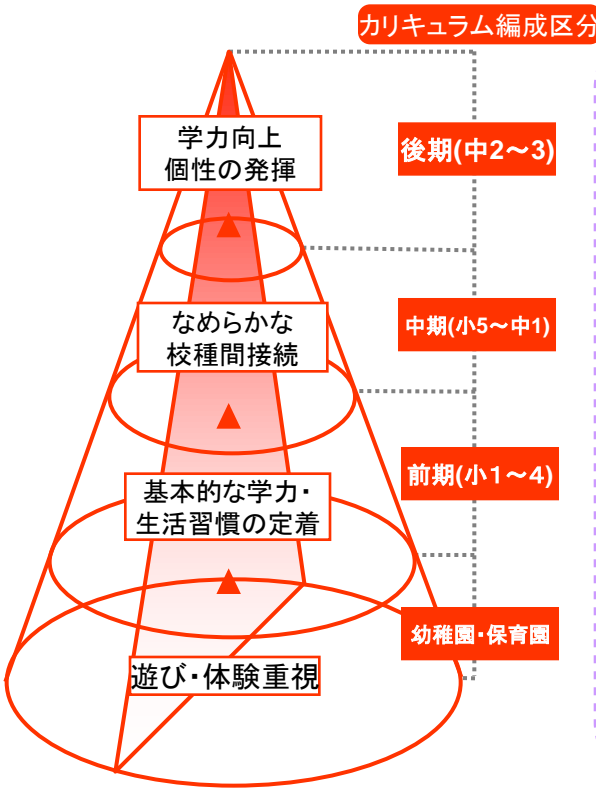 カリキュラム編成区分
学力向上
個性の発揮
後期(中2～3)
なめらかな
校種間接続
中期(小5～中1)
基本的な学力・
生活習慣の定着
前期(小１～4)
遊び・体験重視
幼稚園・保育園